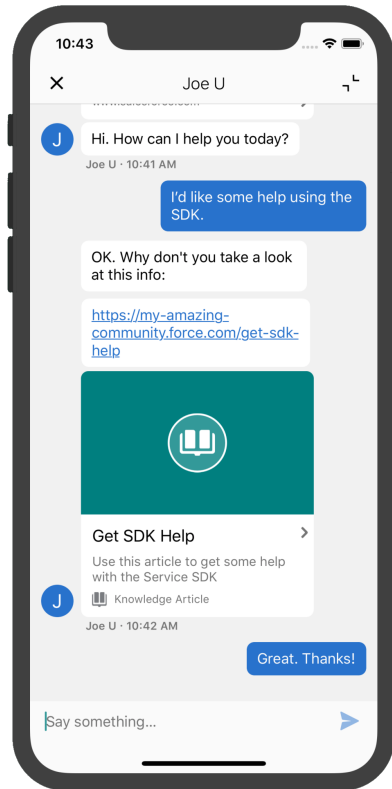 10:43
Joe U
J
Hi. How can I help you today?
Joe U · 10:41 AM
I'd like some help using the
SDK.
OK. Why don't you take a look
at this info:
https://my-amazing-
community.force.com/get-sdk-
help
Get SDK Help
Use this article to get some help
with the Service SDK
Knowledge Article
J
Joe U · 10:42 AM
Great. Thanks!
Say something...